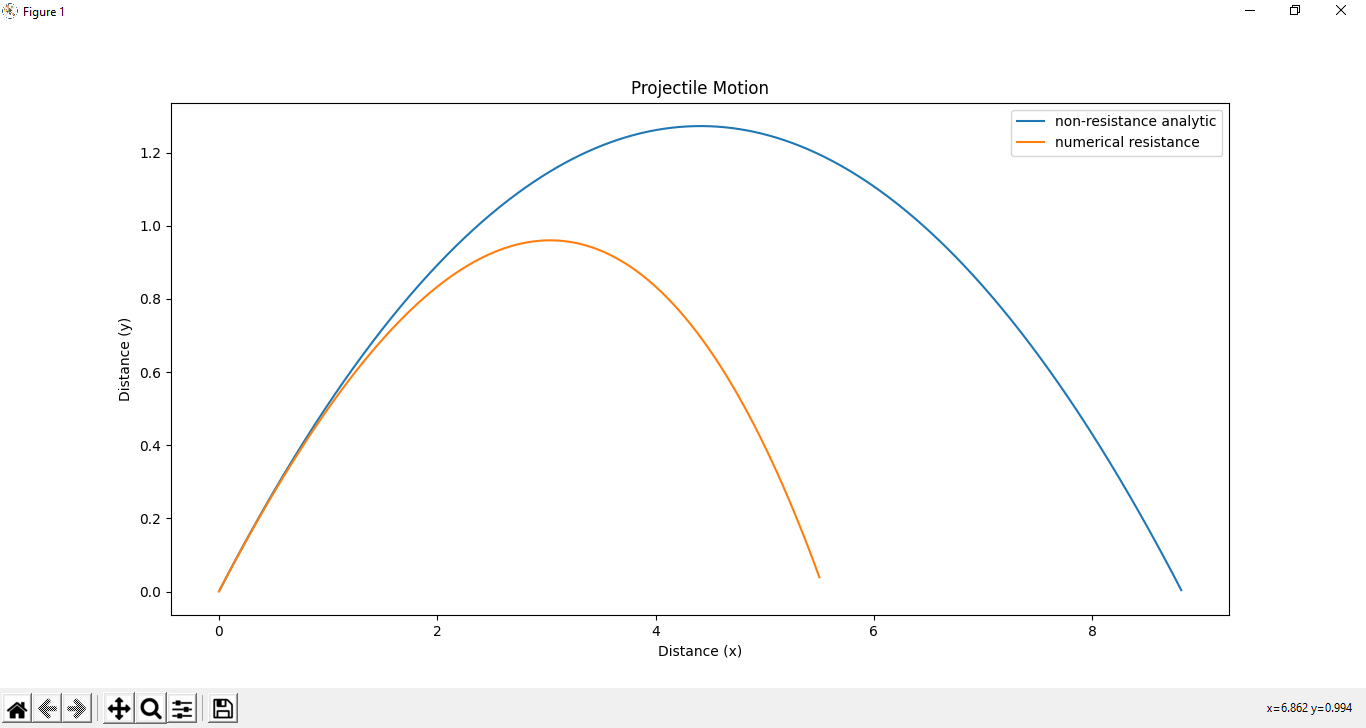 Figure 1
Projectile Motion
non-resistance analytic
numerical resistance
1.2
1.0
0.8
0.6
0.4
0.2
0.0
Distance (y)
0 2 4 6 8
Distance (x)
x=6.862 y=0.994